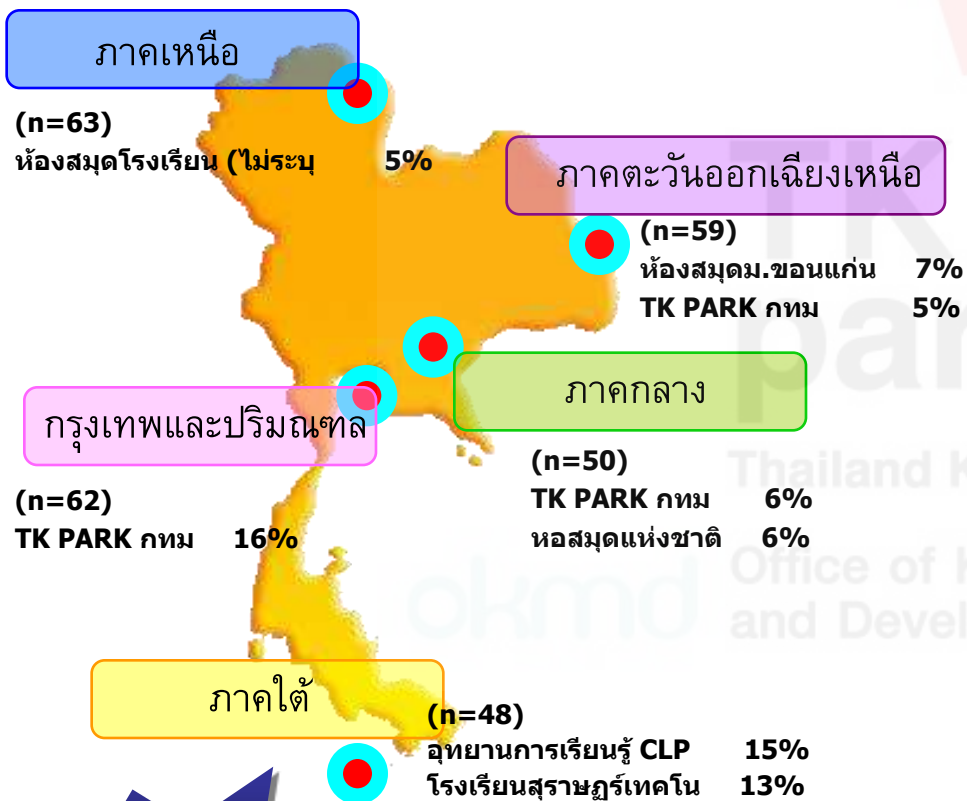 ภาคเหนือ
(n=63)
ห้องสมุดโรงเรียน (ไม่ระบุ 5%
ภาคตะวันออกเฉียงเหนือ
(n=59)
ห้องสมุดม.ขอนแก่น 7%
TK PARK กทม 5%
ภาคกลาง
(n=50)
TK PARK กทม 6%
หอสมุดแห่งชาติ 6%
กรุงเทพและปริมณฑล
(n=62)
TK PARK กทม 16%
ภาคใต้
(n=48)
อุทยานการเรียนรู้ CLP 15%
โรงเรียนสุราษฎร์เทคโน 13%
TK
par
Thailand K
okmd
Office of K
and Devel